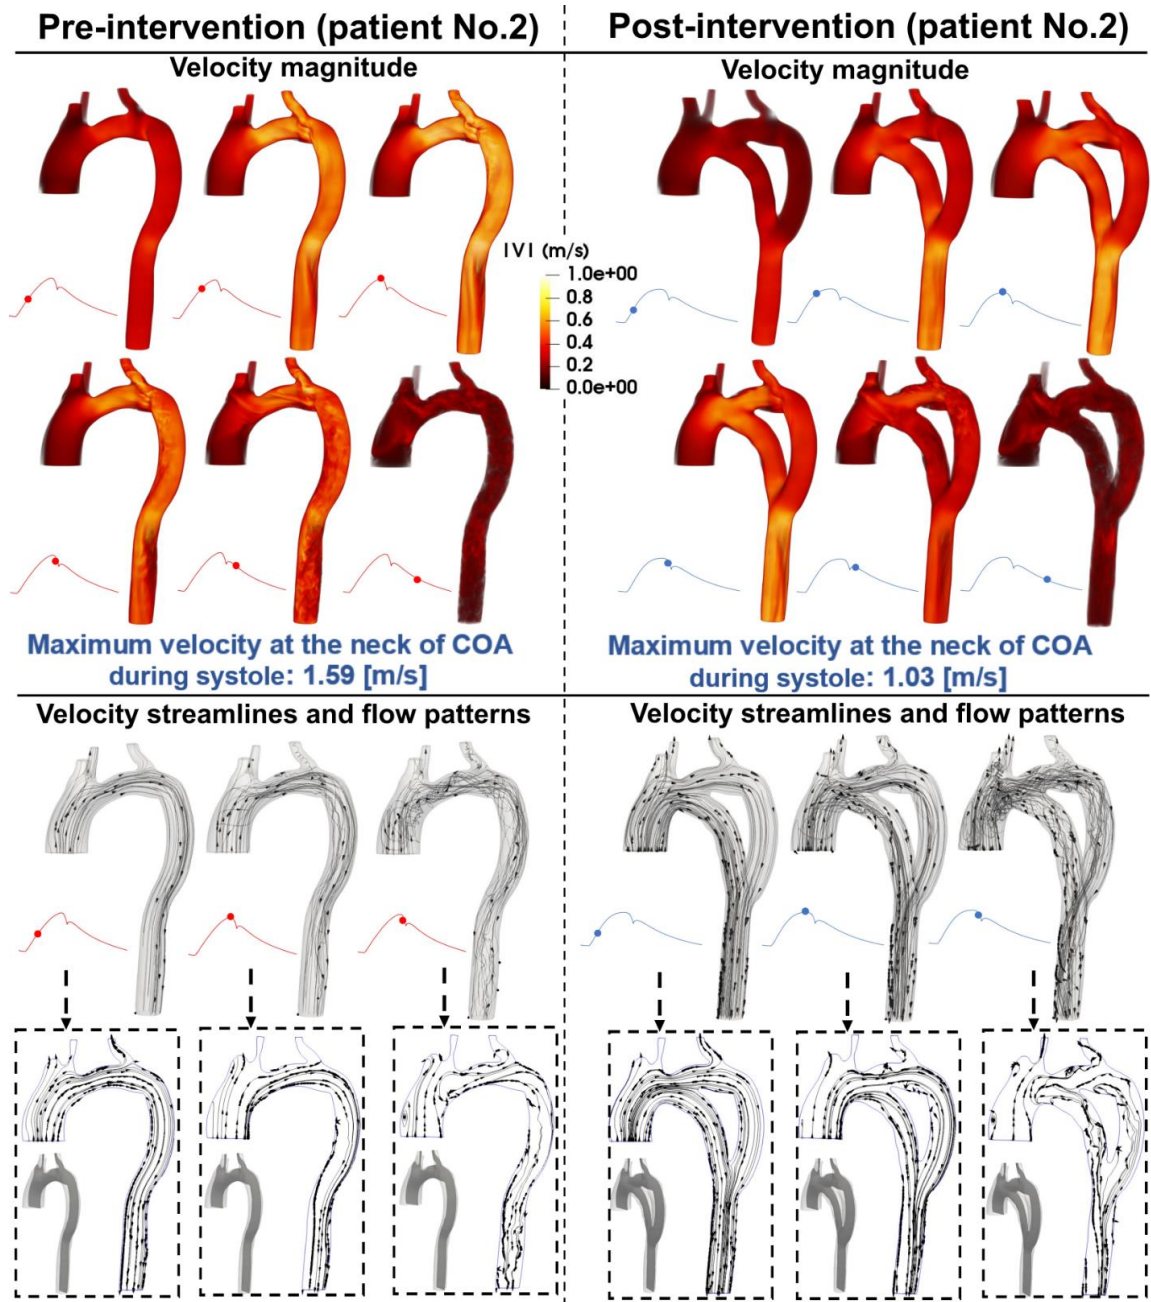 Pre-intervention (patient No.2)
Post-intervention (patient No.2)
Velocity magnitude
Velocity magnitude
|V| (m/s)
1.0e+00
0.8
0.6
0.4
0.2
0.0e+00
Maximum velocity at the neck of COA
during systole: 1.59 [m/s]
Maximum velocity at the neck of COA
during systole: 1.03 [m/s]
Velocity streamlines and flow patterns
Velocity streamlines and flow patterns